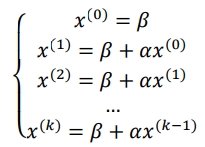 x⁽⁰⁾ = β
x⁽¹⁾ = β + αx⁽⁰⁾
x⁽²⁾ = β + αx⁽¹⁾
...
x⁽ᵏ⁾ = β + αx⁽ᵏ⁻¹⁾